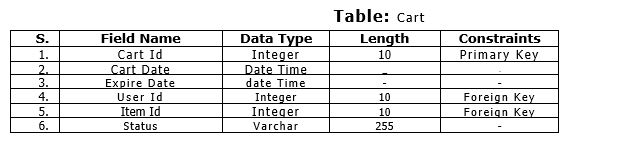 Table: Cart
S. Field Name Data Type Length Constraints
1. Cart Id Integer 10 Primary Key
2. Cart Date Date Time _ .
3. Expire Date date Time - -
4. User Id Integer 10 Foreign Key
5. Item Id Integer 10 Foreign Key
6. Status Varchar 255 -